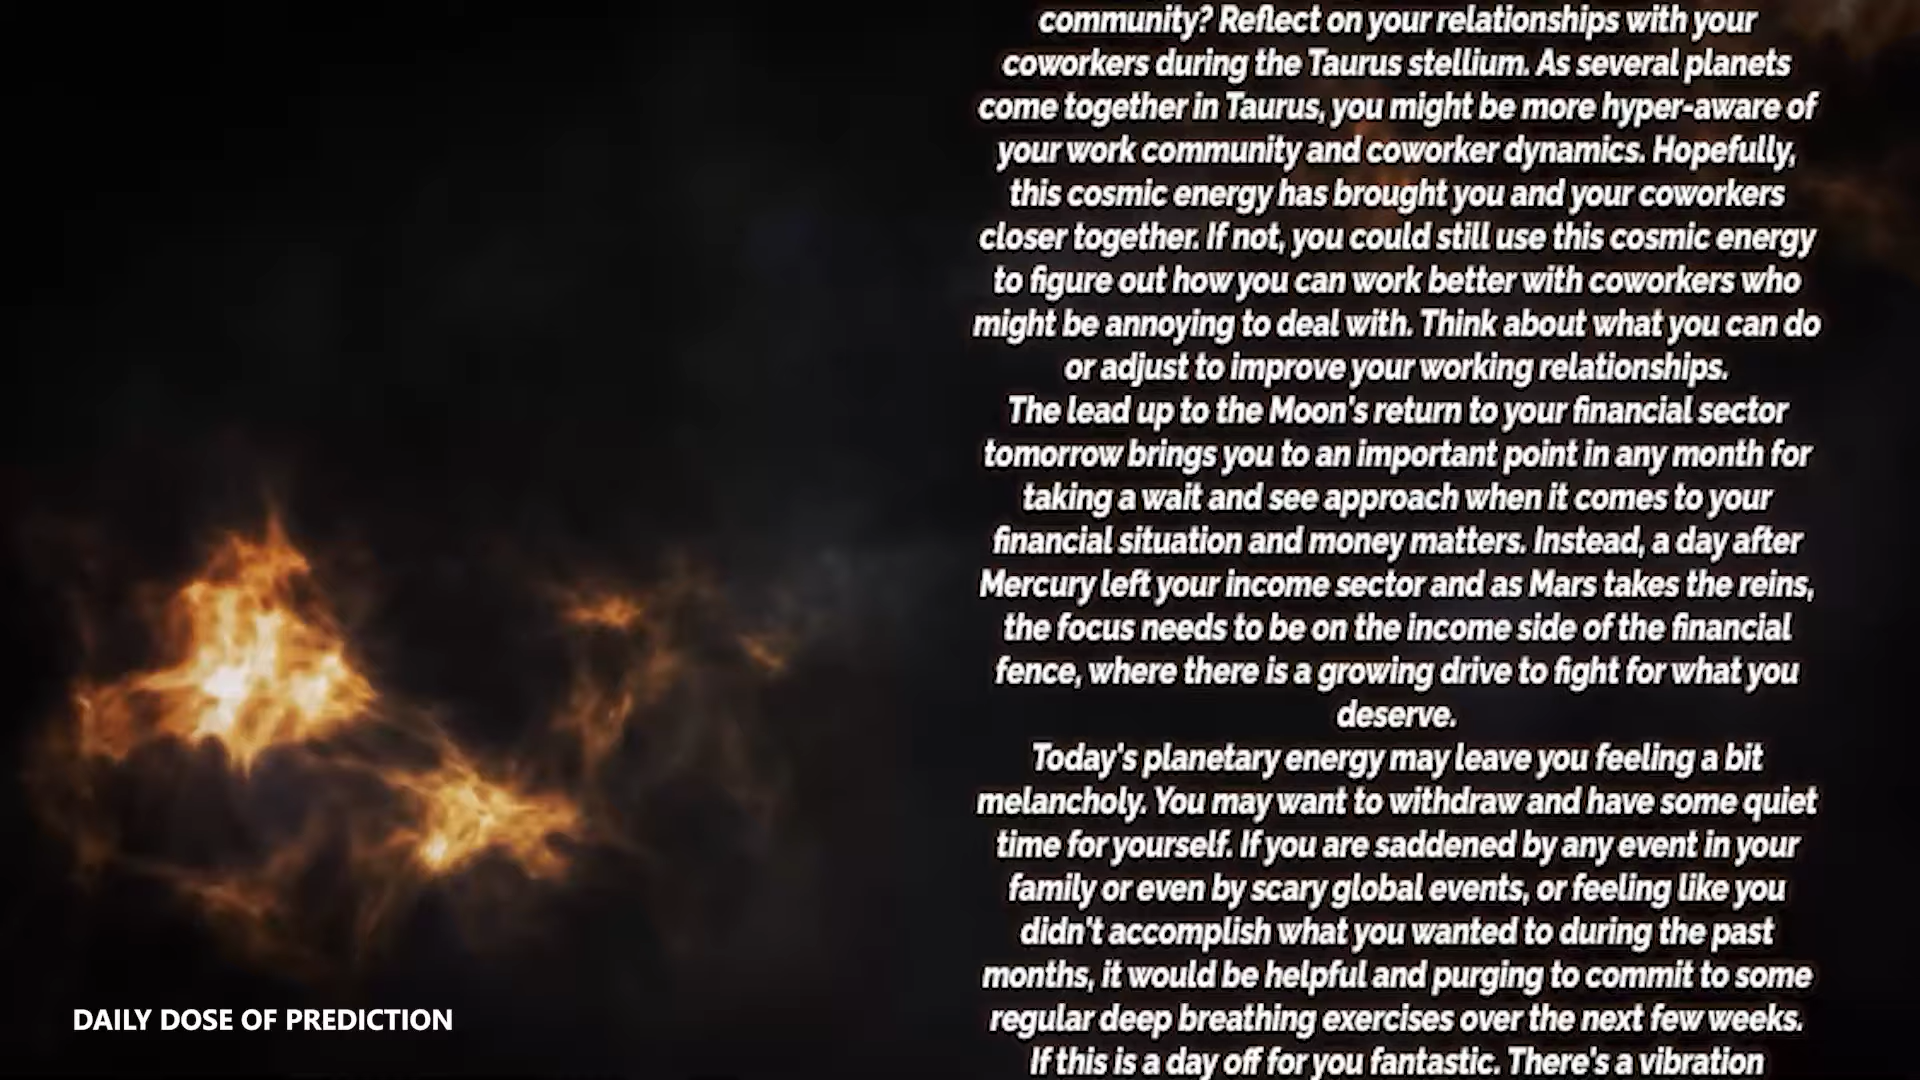 community? Reflect on your relationships with your
coworkers during the Taurus stellium. As several planets
come together in Taurus, you might be more hyper-aware of
your work community and coworker dynamics. Hopefully,
this cosmic energy has brought you and your coworkers
closer together. If not, you could still use this cosmic energy
to figure out how you can work better with coworkers who
might be annoying to deal with. Think about what you can do
or adjust to improve your working relationships.
The lead up to the Moon's return to your financial sector
tomorrow brings you to an important point in any month for
taking a wait and see approach when it comes to your
financial situation and money matters. Instead, a day after
Mercury left your income sector and as Mars takes the reins,
the focus needs to be on the income side of the financial
fence, where there is a growing drive to fight for what you
deserve.
Today's planetary energy may leave you feeling a bit
melancholy. You may want to withdraw and have some quiet
time for yourself. If you are saddened by any event in your
family or even by scary global events, or feeling like you
didn't accomplish what you wanted to during the past
months, it would be helpful and purging to commit to some
regular deep breathing exercises over the next few weeks.
If this is a day off for you fantastic. There's a vibration
DAILY DOSE OF PREDICTION